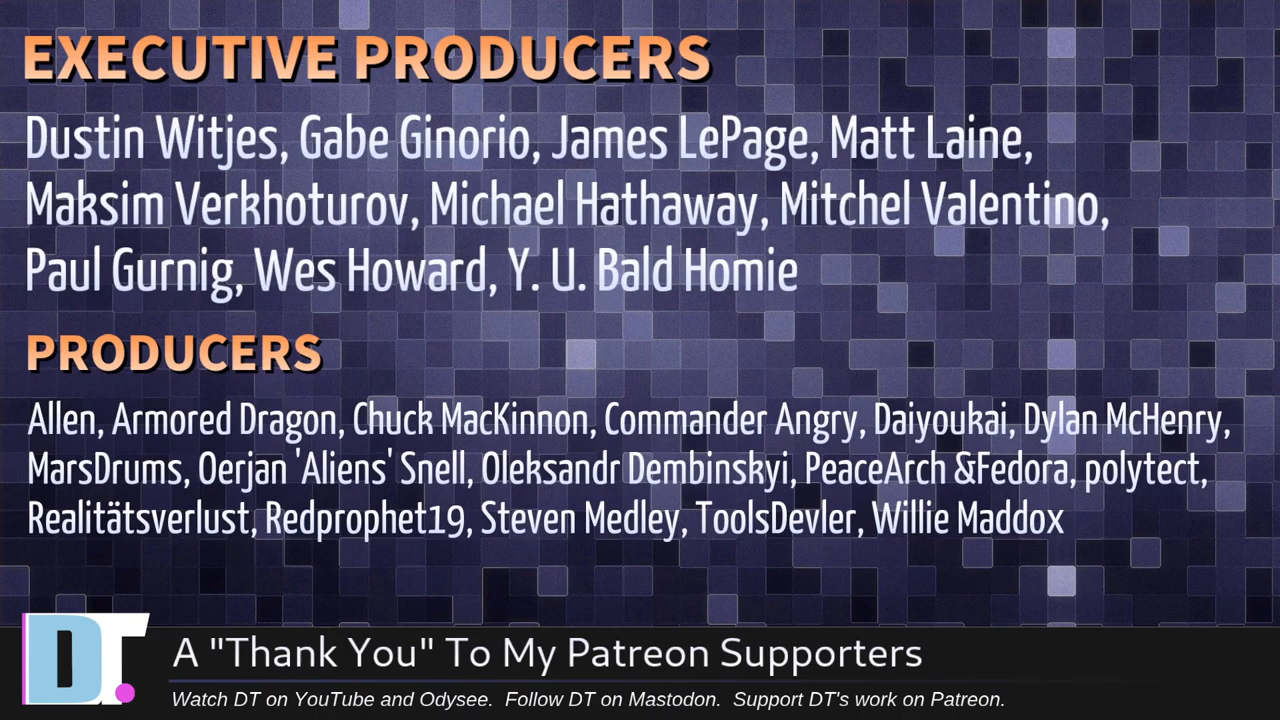 EXECUTIVE PRODUCERS
Dustin Witjes, Gabe Ginorio, James LePage, Matt Laine,
Maksim Verkhoturov, Michael Hathaway, Mitchel Valentino,
Paul Gurnig, Wes Howard, Y. U. Bald Homie
PRODUCERS
Allen, Armored Dragon, Chuck MacKinnon, Commander Angry, Daiyoukai, Dylan McHenry,
MarsDrums, Oerjan 'Aliens' Snell, Oleksandr Dembinskyi, PeaceArch &Fedora, polytect,
Realitätsverlust, Redprophet19, Steven Medley, ToolsDevler, Willie Maddox
DT.
A "Thank You" To My Patreon Supporters
Watch DT on YouTube and Odysee. Follow DT on Mastodon. Support DT's work on Patreon.